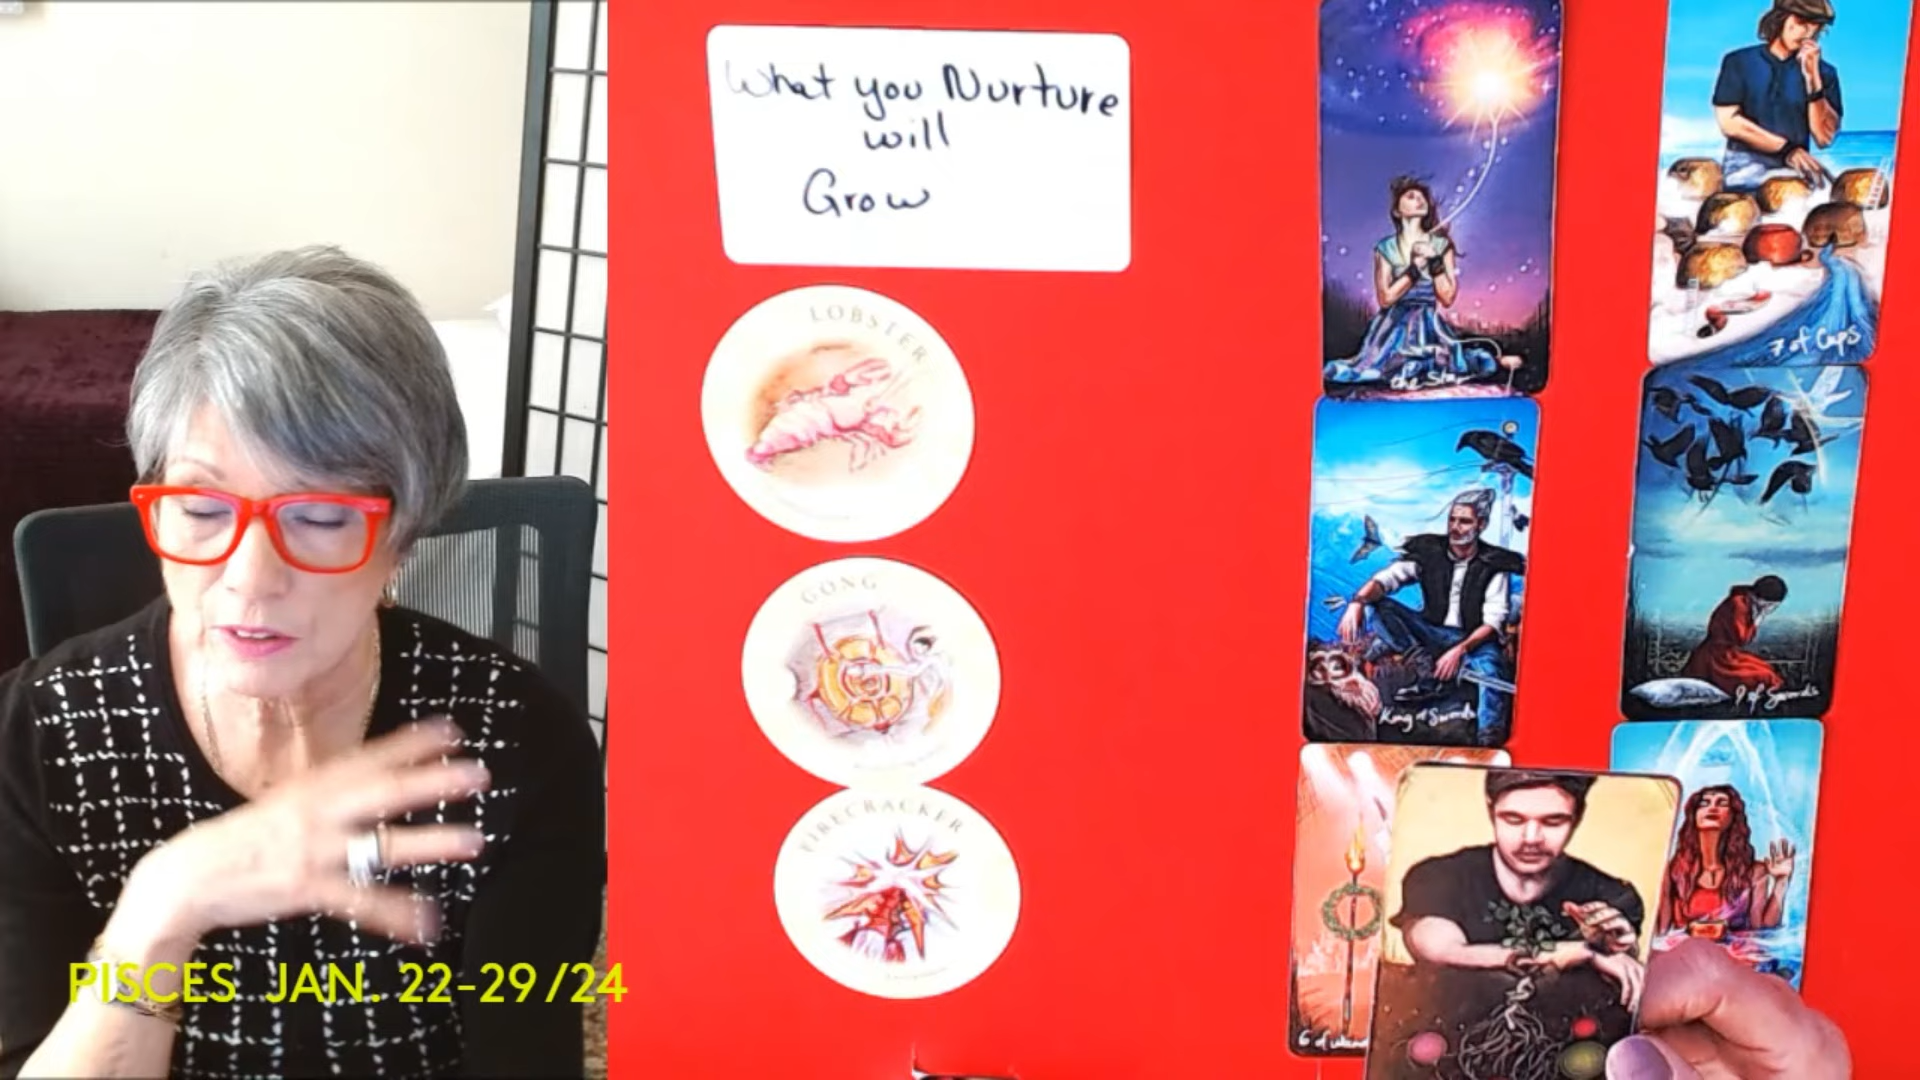 What you Nurture
will
Grow
LOBSTER
GONG
FIRECRACKER
the Star
7 of Cups
King of Swords
9 of Swords
6 of
PISCES JAN. 22-29/24